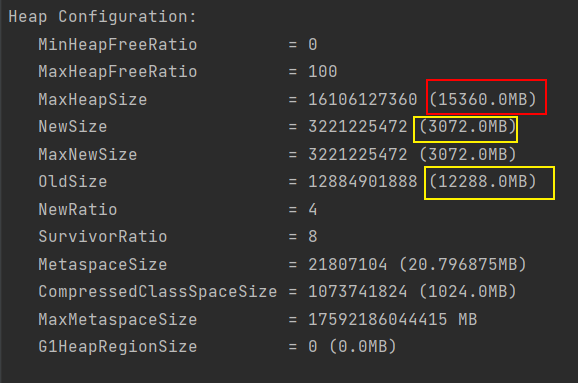 Heap Configuration:
MinHeapFreeRatio = 0
MaxHeapFreeRatio = 100
MaxHeapSize = 16106127360 (15360.0MB)
NewSize = 3221225472 (3072.0MB)
MaxNewSize = 3221225472 (3072.0MB)
OldSize = 12884901888 (12288.0MB)
NewRatio = 4
SurvivorRatio = 8
MetaspaceSize = 21807104 (20.796875MB)
CompressedClassSpaceSize = 1073741824 (1024.0MB)
MaxMetaspaceSize = 17592186044415 MB
G1HeapRegionSize = 0 (0.0MB)